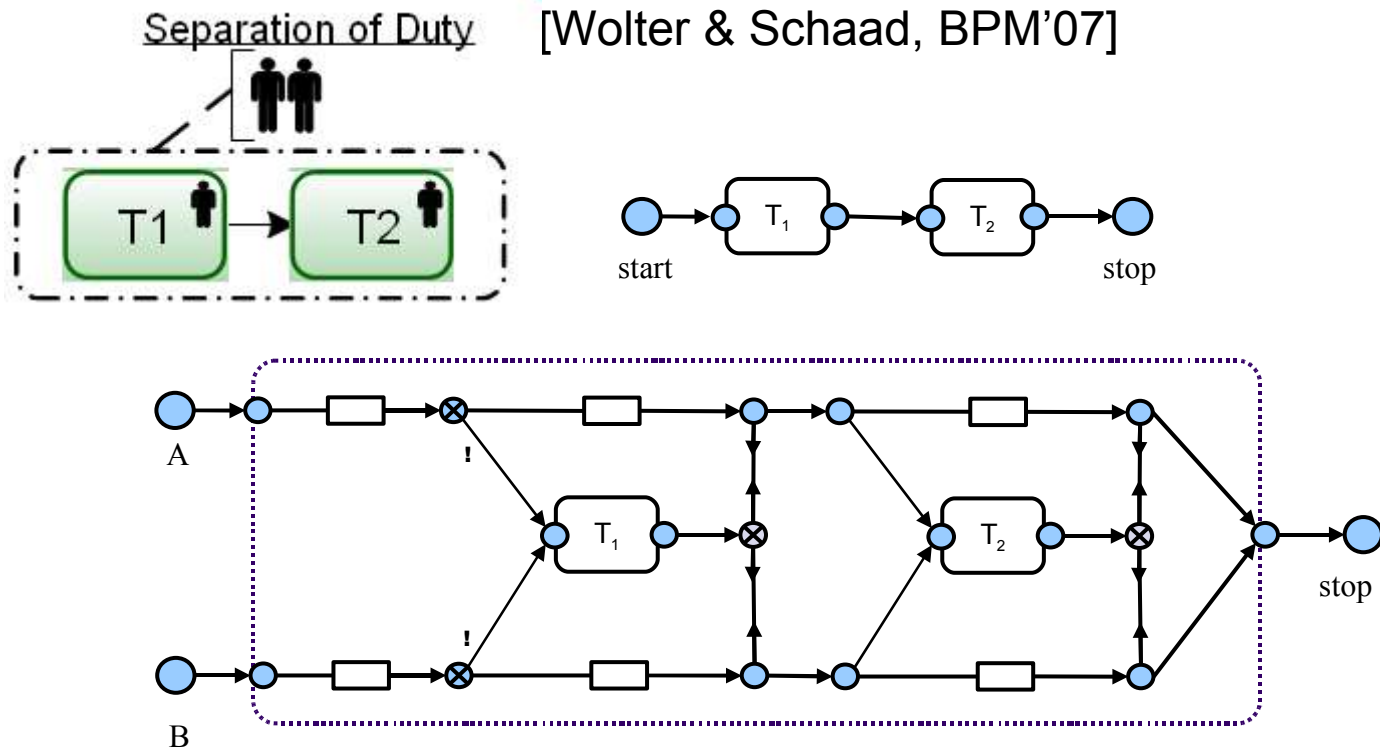 Separation of Duty
[Wolter & Schaad, BPM'07]
T1
T2
T1
T2
start
stop
A
!
T1
T2
!
stop
B